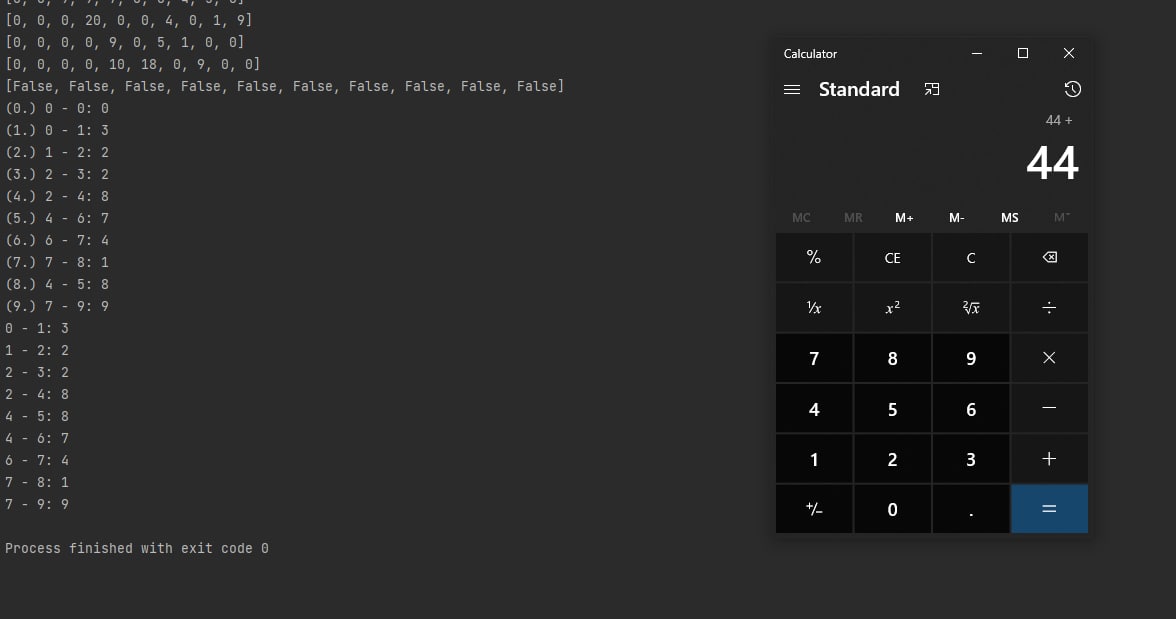 [0, 0, 0, 20, 0, 0, 4, 0, 1, 9]
[0, 0, 0, 0, 9, 0, 5, 1, 0, 0]
[0, 0, 0, 0, 10, 18, 0, 9, 0, 0]
[False, False, False, False, False, False, False, False, False, False]
(0.) 0 - 0: 0
(1.) 0 - 1: 3
(2.) 1 - 2: 2
(3.) 2 - 3: 2
(4.) 2 - 4: 8
(5.) 4 - 6: 7
(6.) 6 - 7: 4
(7.) 7 - 8: 1
(8.) 4 - 5: 8
(9.) 7 - 9: 9
0 - 1: 3
1 - 2: 2
2 - 3: 2
2 - 4: 8
4 - 5: 8
4 - 6: 7
6 - 7: 4
7 - 8: 1
7 - 9: 9
Process finished with exit code 0
Calculator
Standard
44 +
44
MC MR M+ M- MS M˅
% CE C
⅟x x² ²√x ÷
7 8 9 ×
4 5 6 −
1 2 3 +
+/− 0 . =